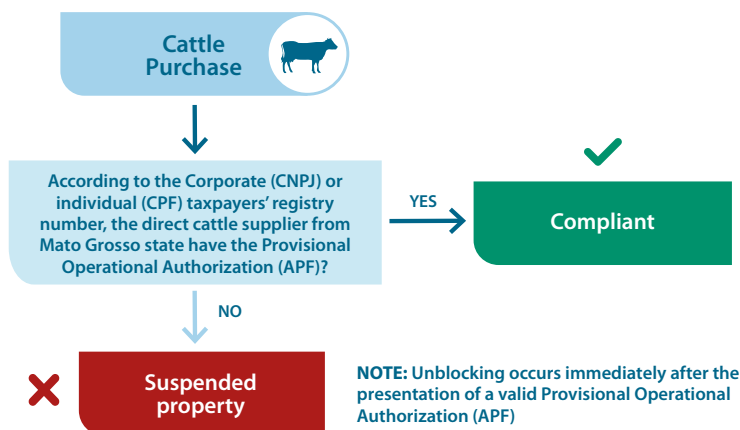 Cattle
Purchase
According to the Corporate (CNPJ) or
individual (CPF) taxpayers’ registry
number, the direct cattle supplier from
Mato Grosso state have the Provisional
Operational Authorization (APF)?
YES
Compliant
NO
Suspended
property
NOTE: Unblocking occurs immediately after the
presentation of a valid Provisional Operational
Authorization (APF)